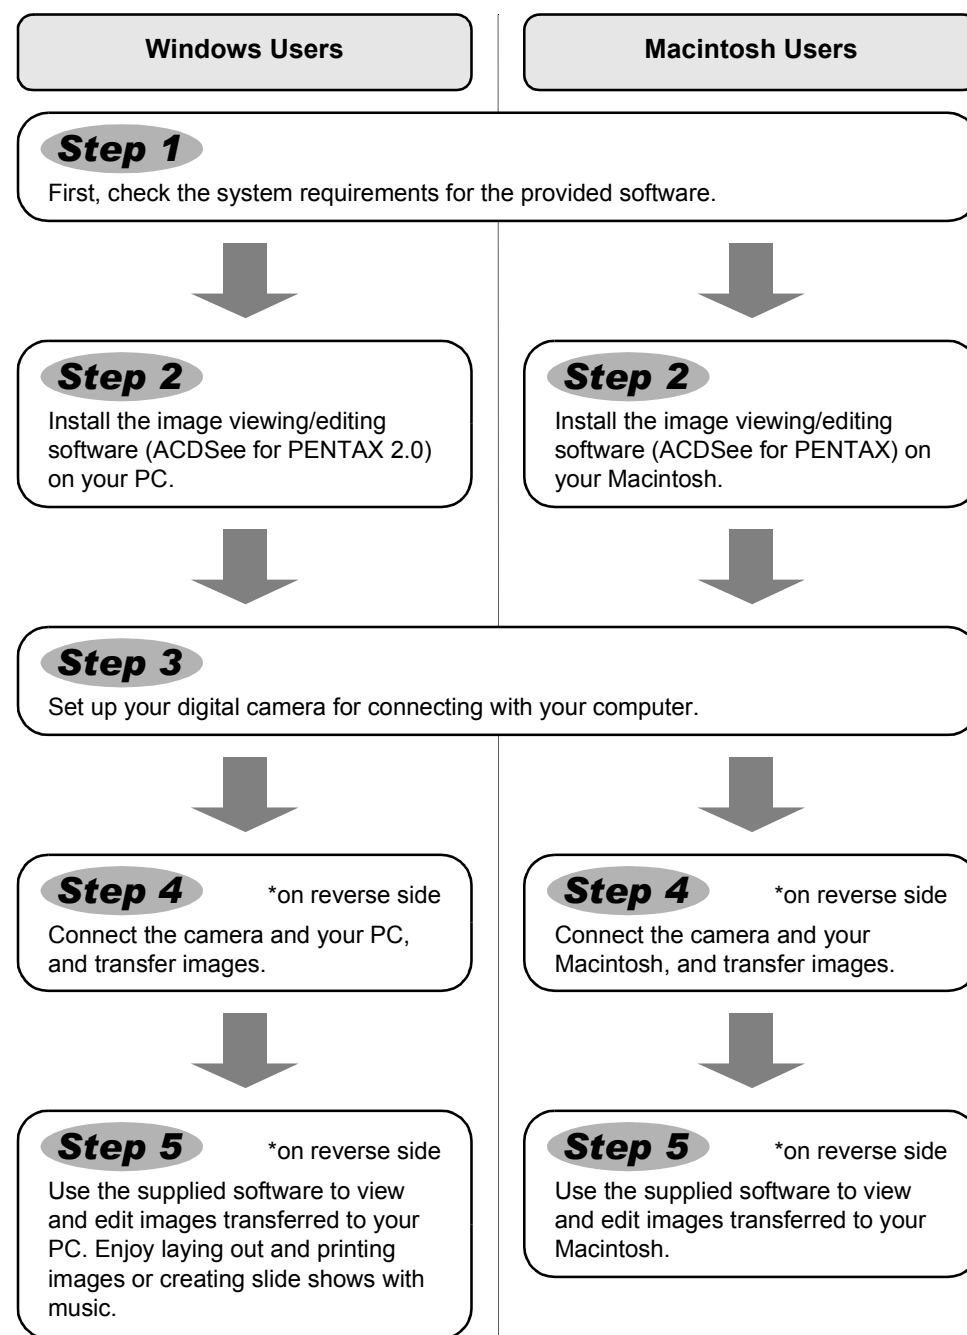 Windows Users
Macintosh Users
Step 1
First, check the system requirements for the provided software.
Step 2
Install the image viewing/editing
software (ACDSee for PENTAX 2.0)
on your PC.
Step 2
Install the image viewing/editing
software (ACDSee for PENTAX) on
your Macintosh.
Step 3
Set up your digital camera for connecting with your computer.
Step 4
*on reverse side
Connect the camera and your PC,
and transfer images.
Step 4
*on reverse side
Connect the camera and your
Macintosh, and transfer images.
Step 5
*on reverse side
Use the supplied software to view
and edit images transferred to your
PC. Enjoy laying out and printing
images or creating slide shows with
music.
Step 5
*on reverse side
Use the supplied software to view
and edit images transferred to your
Macintosh.